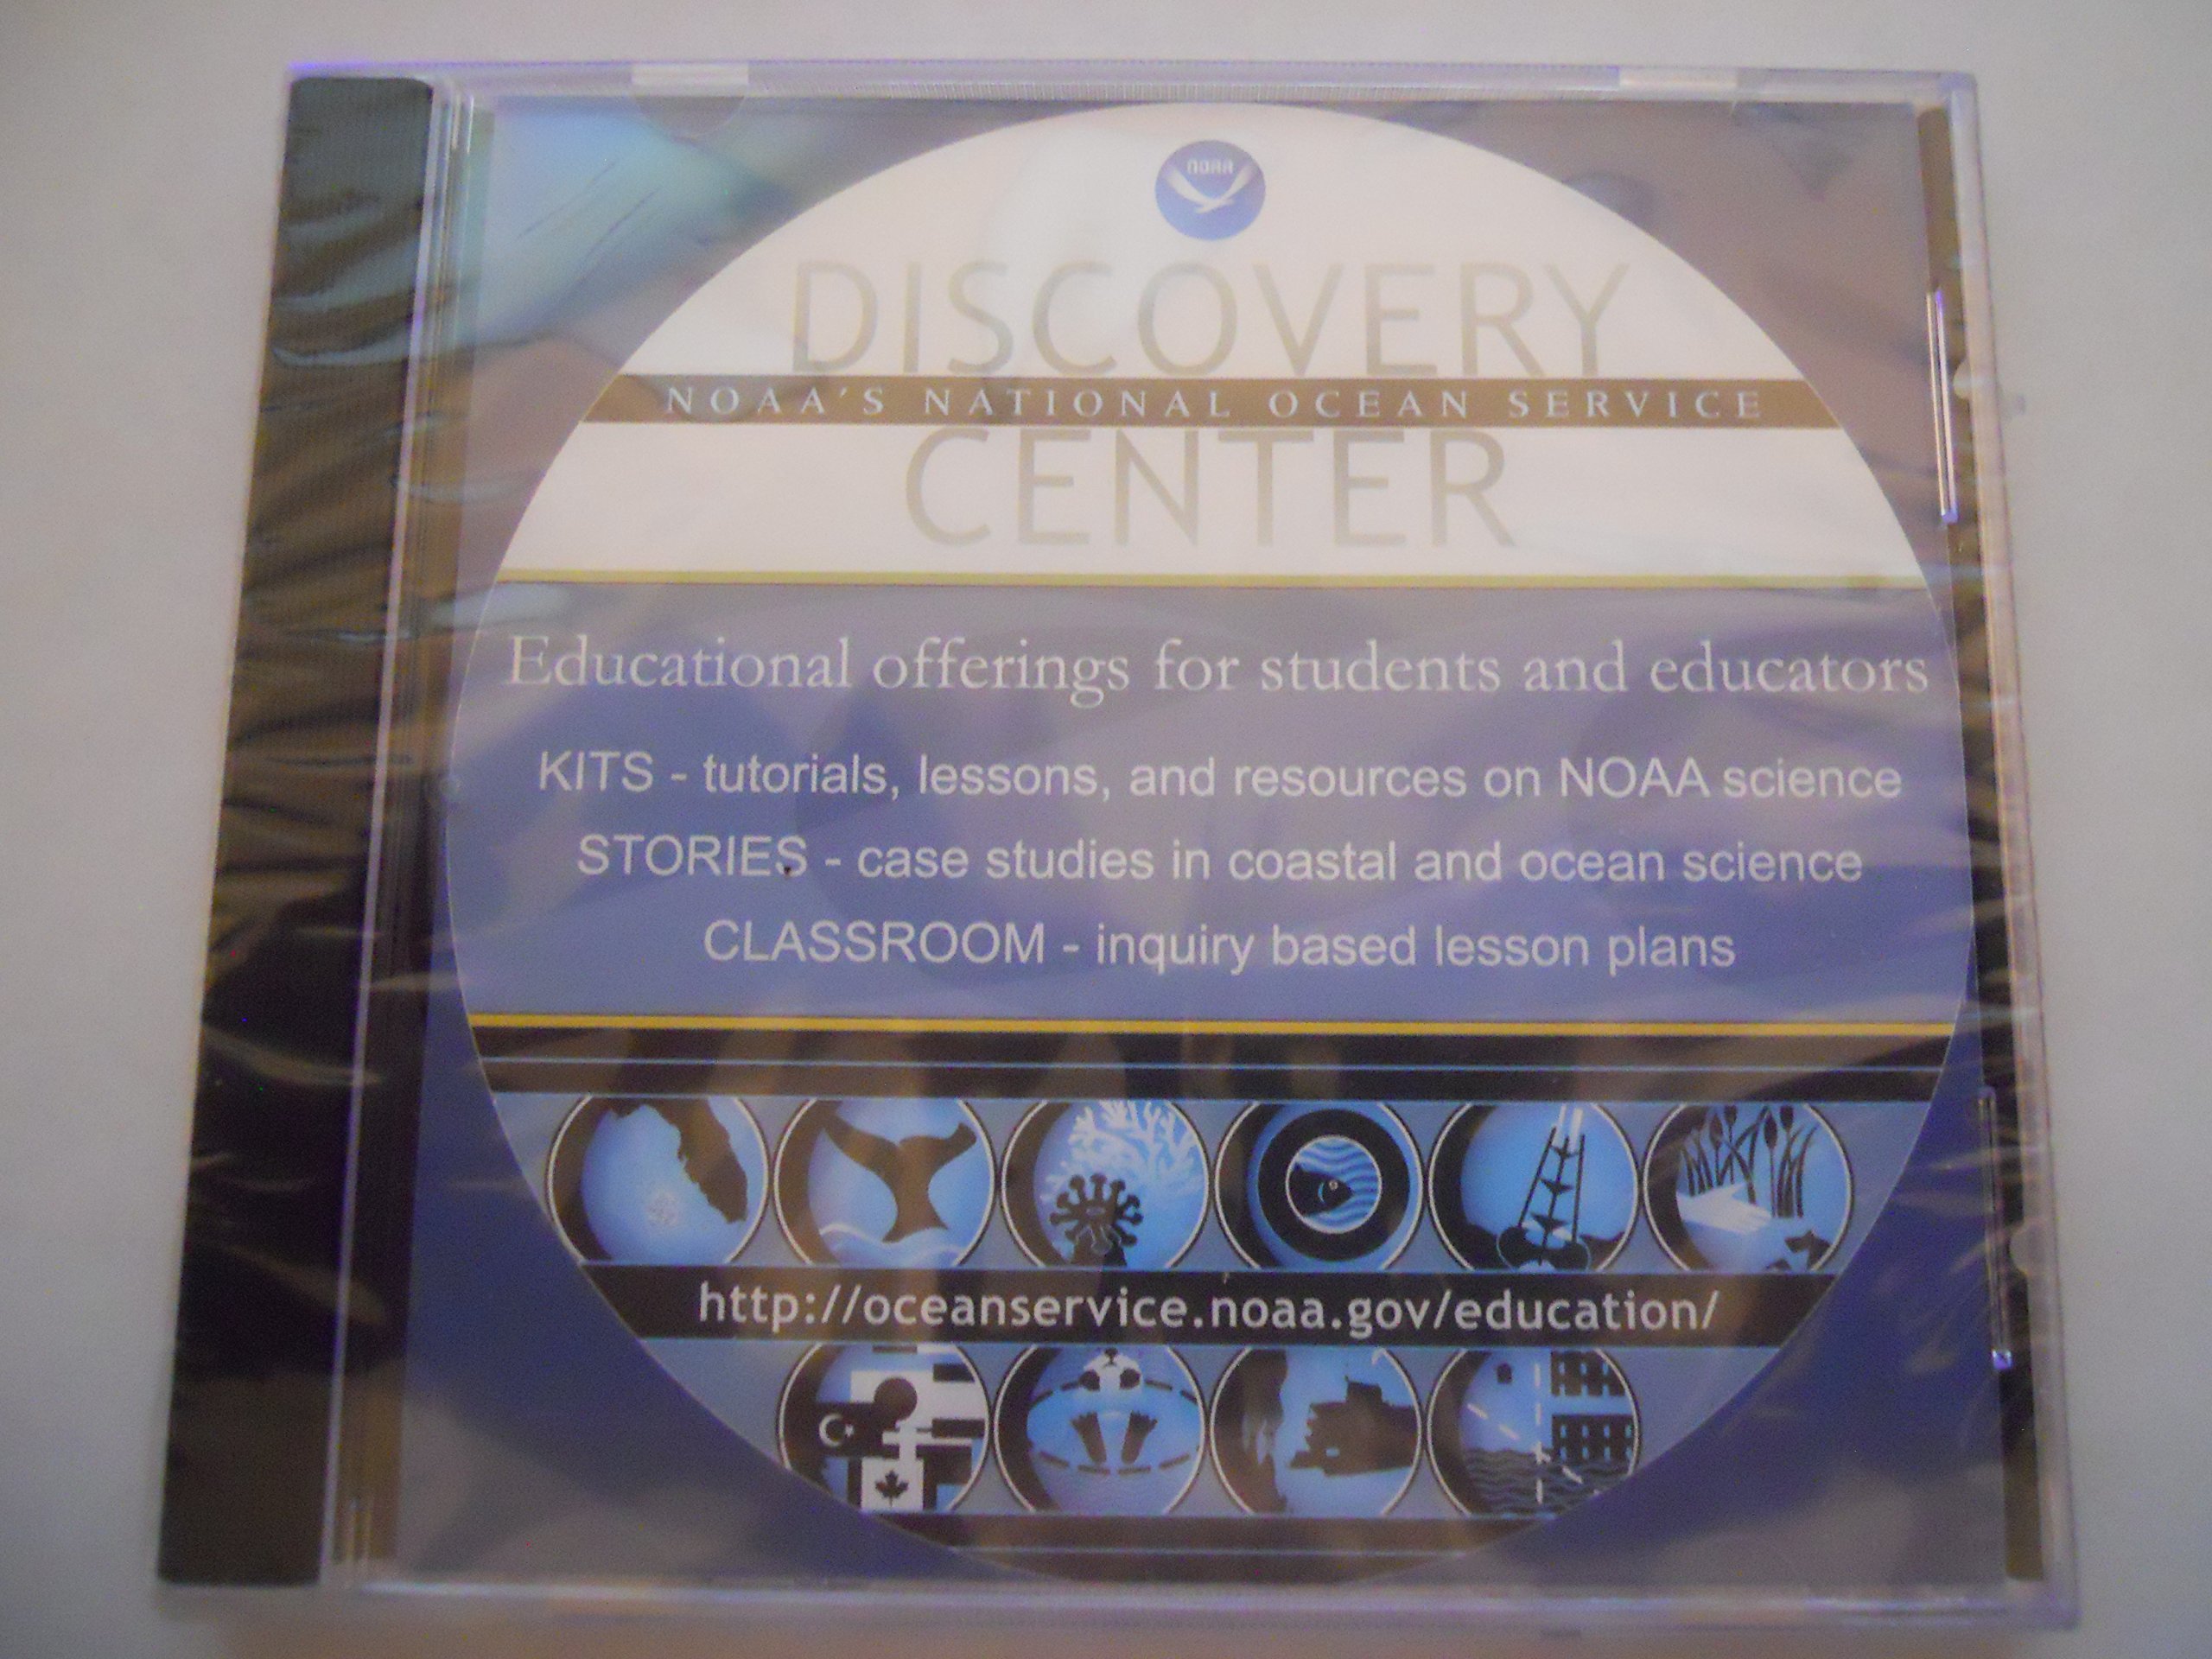 NOAA
DISCOVERY
NOAA'S NATIONAL OCEAN SERVICE
CENTER
Educational offerings for students and educators
KITS - tutorials, lessons, and resources on NOAA science
STORIES - case studies in coastal and ocean science
CLASSROOM - inquiry based lesson plans
http://oceanservice.noaa.gov/education/